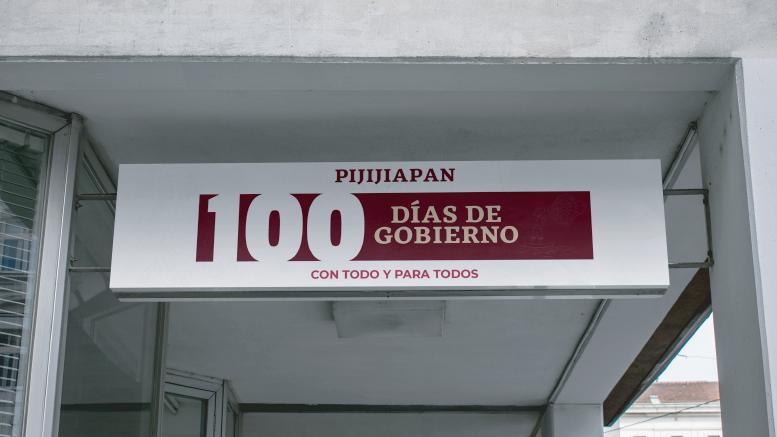 PIJIJIAPAN
100 DÍAS DE
GOBIERNO
CON TODO Y PARA TODOS